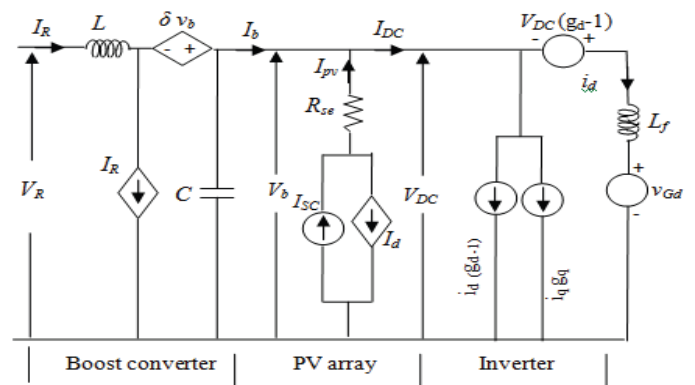 I_R L δ v_b I_b I_DC V_DC (g_d-1)
- + - +
I_pv i_d
R_se L_f
I_R + 
V_R C V_b I_SC V_DC v_Gd
I_d -
i_d (g_d-1) i_q g_q
Boost converter PV array Inverter